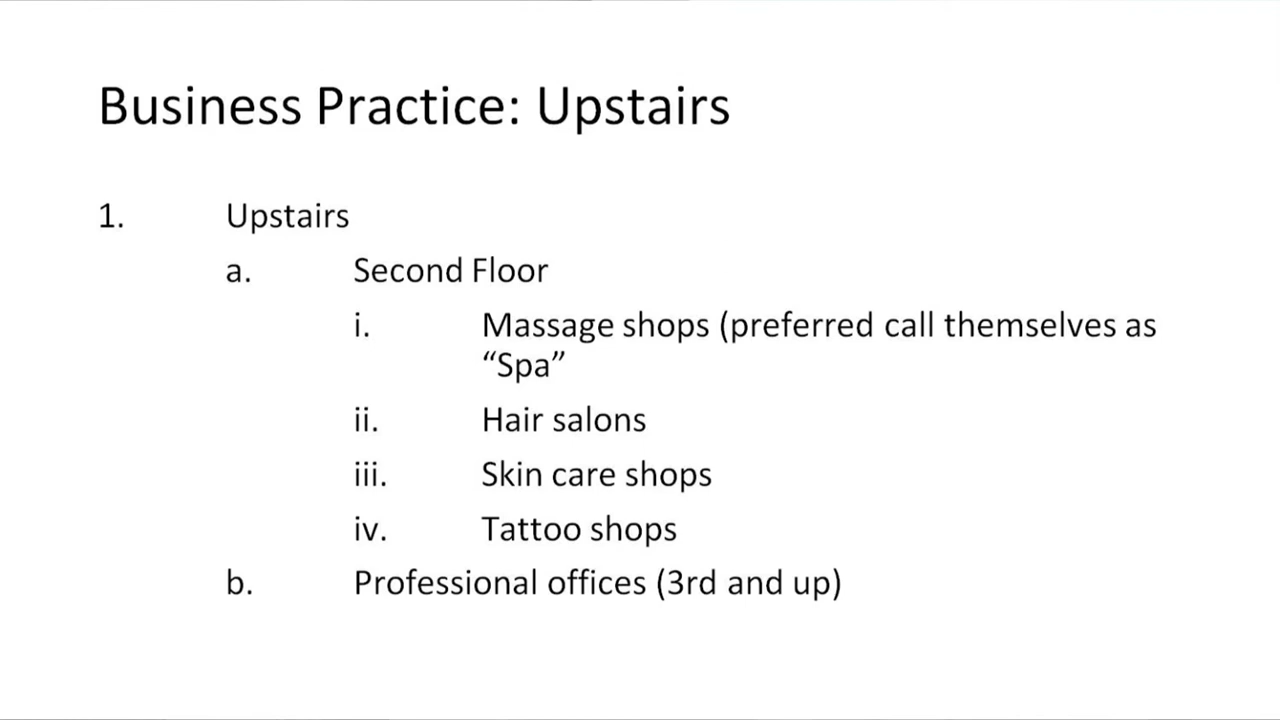 Business Practice: Upstairs
1. Upstairs
a. Second Floor
i. Massage shops (preferred call themselves as
“Spa”
ii. Hair salons
iii. Skin care shops
iv. Tattoo shops
b. Professional offices (3rd and up)